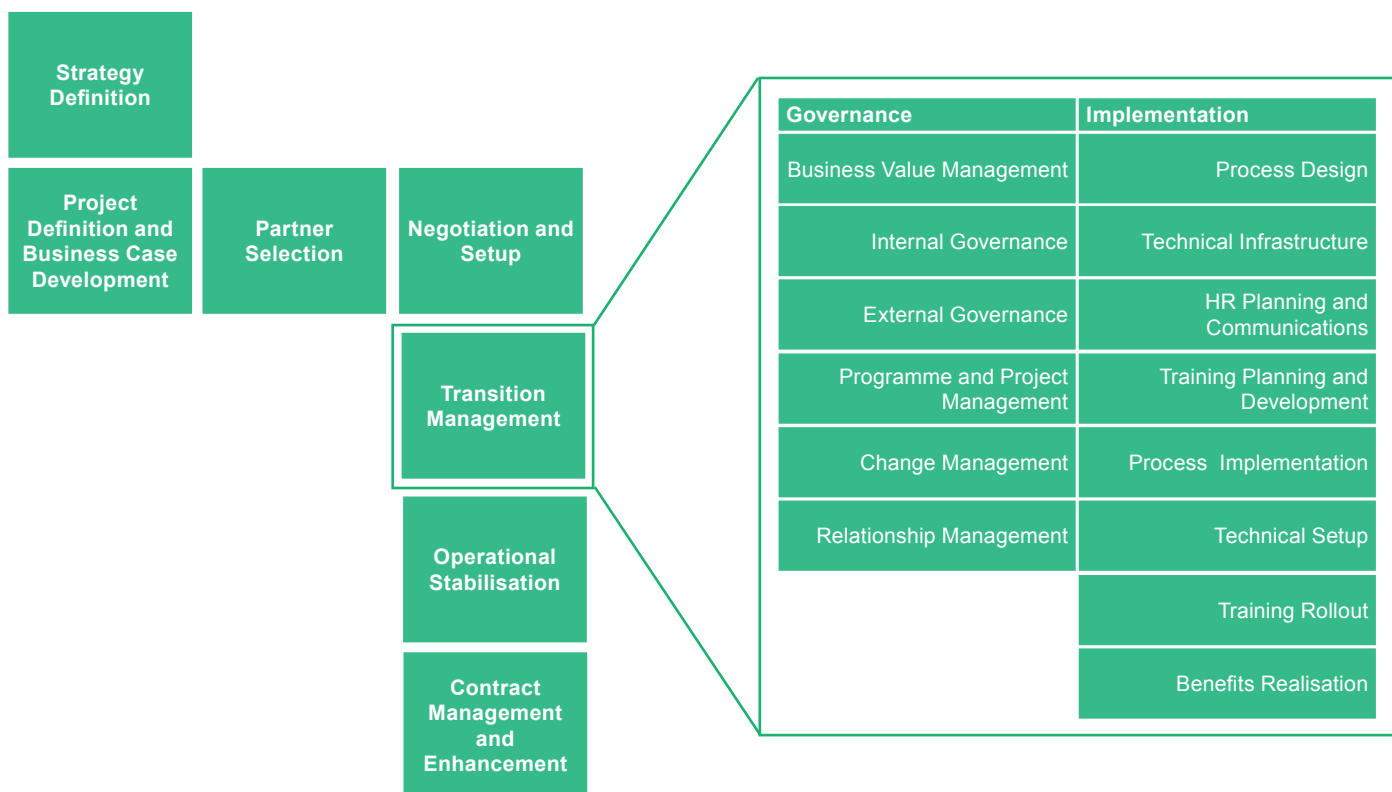 Strategy
Definition
Project
Definition and
Business Case
Development
Partner
Selection
Negotiation and
Setup
Transition
Management
Operational
Stabilisation
Contract
Management
and
Enhancement
Governance
Business Value Management
Internal Governance
External Governance
Programme and Project
Management
Change Management
Relationship Management
Implementation
Process Design
Technical Infrastructure
HR Planning and
Communications
Training Planning and
Development
Process  Implementation
Technical Setup
Training Rollout
Benefits Realisation